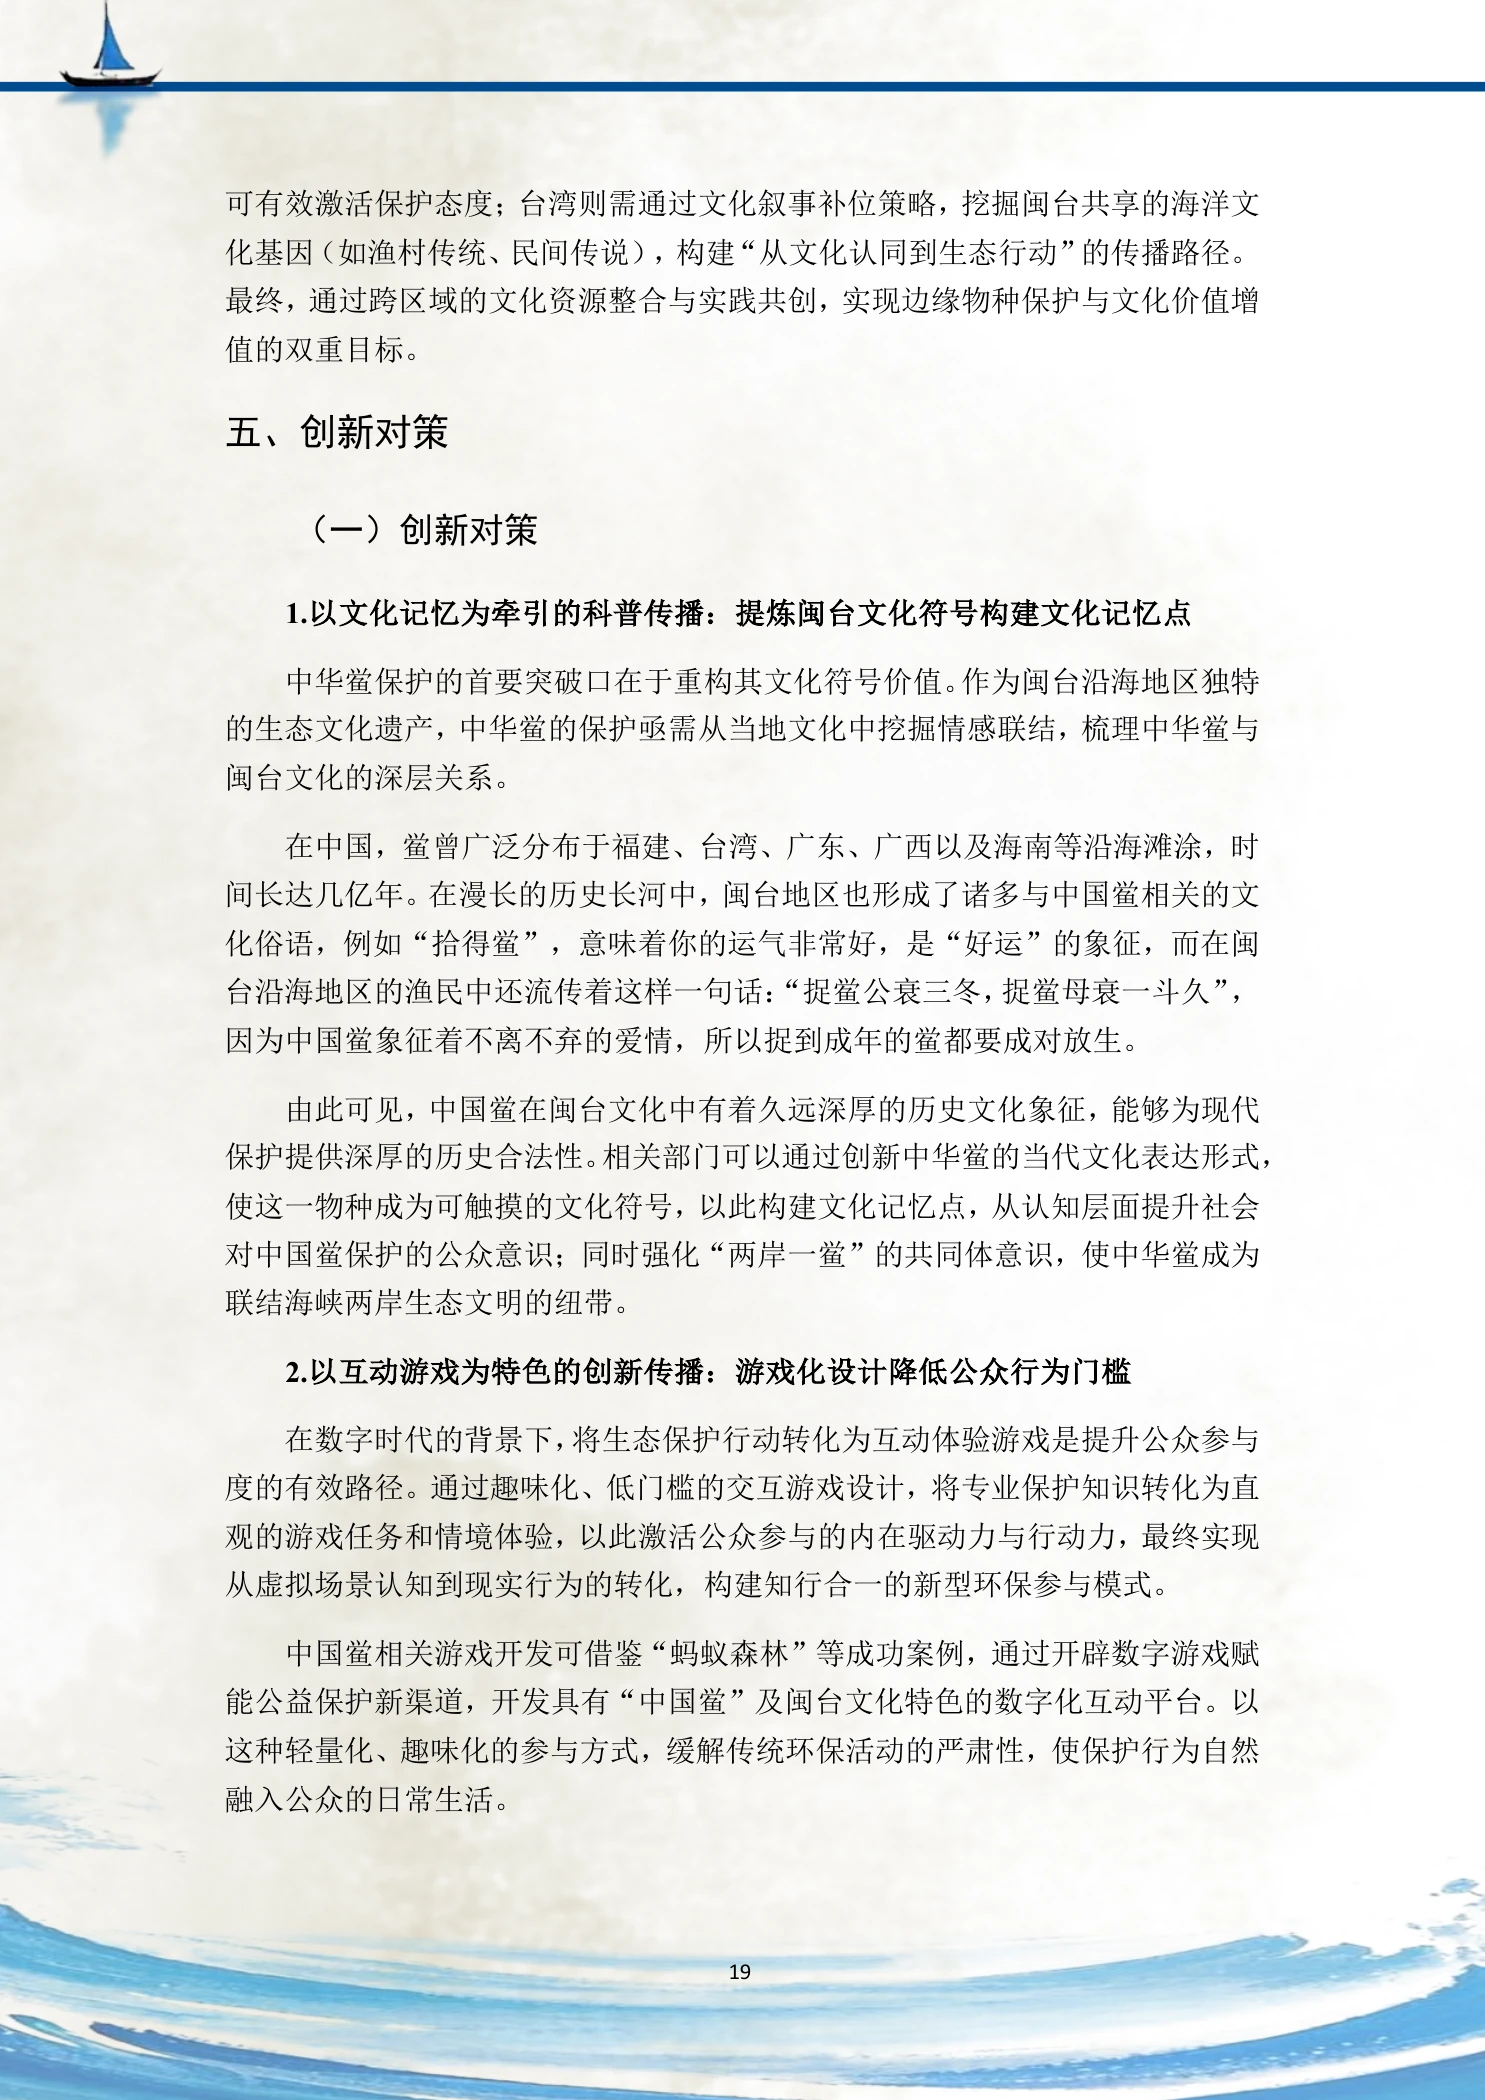 可有效激活保护态度；台湾则需通过文化叙事补位策略，挖掘闽台共享的海洋文
化基因（如渔村传统、民间传说），构建“从文化认同到生态行动”的传播路径。
最终，通过跨区域的文化资源整合与实践共创，实现边缘物种保护与文化价值增
值的双重目标。
五、创新对策
（一）创新对策
1.以文化记忆为牵引的科普传播：提炼闽台文化符号构建文化记忆点
中华鲎保护的首要突破口在于重构其文化符号价值。作为闽台沿海地区独特
的生态文化遗产，中华鲎的保护亟需从当地文化中挖掘情感联结，梳理中华鲎与
闽台文化的深层关系。
在中国，鲎曾广泛分布于福建、台湾、广东、广西以及海南等沿海滩涂，时
间长达几亿年。在漫长的历史长河中，闽台地区也形成了诸多与中国鲎相关的文
化俗语，例如“拾得鲎”，意味着你的运气非常好，是“好运”的象征，而在闽
台沿海地区的渔民中还流传着这样一句话：“捉鲎公衰三冬，捉鲎母衰一斗久”，
因为中国鲎象征着不离不弃的爱情，所以捉到成年的鲎都要成对放生。
由此可见，中国鲎在闽台文化中有着久远深厚的历史文化象征，能够为现代
保护提供深厚的历史合法性。相关部门可以通过创新中华鲎的当代文化表达形式，
使这一物种成为可触摸的文化符号，以此构建文化记忆点，从认知层面提升社会
对中国鲎保护的公众意识；同时强化“两岸一鲎”的共同体意识，使中华鲎成为
联结海峡两岸生态文明的纽带。
2.以互动游戏为特色的创新传播：游戏化设计降低公众行为门槛
在数字时代的背景下，将生态保护行动转化为互动体验游戏是提升公众参与
度的有效路径。通过趣味化、低门槛的交互游戏设计，将专业保护知识转化为直
观的游戏任务和情境体验，以此激活公众参与的内在驱动力与行动力，最终实现
从虚拟场景认知到现实行为的转化，构建知行合一的新型环保参与模式。
中国鲎相关游戏开发可借鉴“蚂蚁森林”等成功案例，通过开辟数字游戏赋
能公益保护新渠道，开发具有“中国鲎”及闽台文化特色的数字化互动平台。以
这种轻量化、趣味化的参与方式，缓解传统环保活动的严肃性，使保护行为自然
融入公众的日常生活。
19